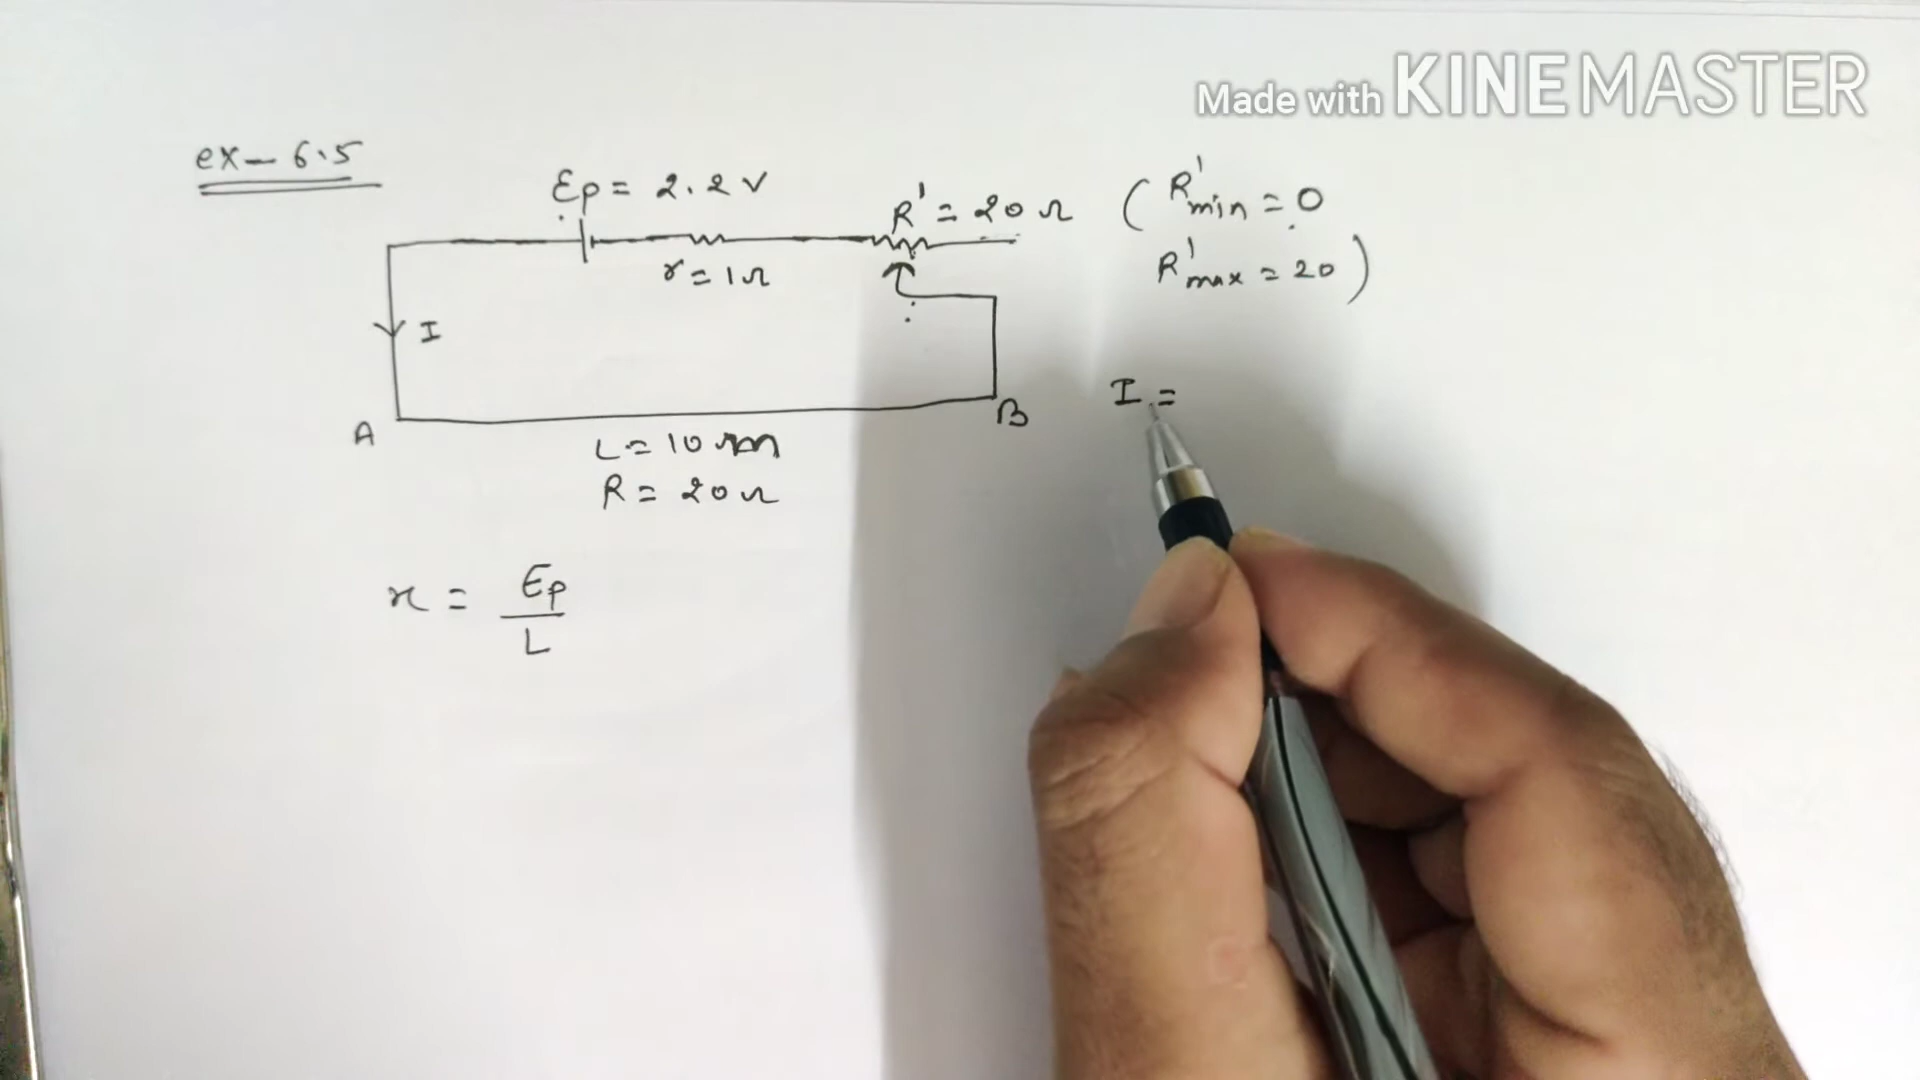 Made with KINEMASTER
ex- 6.5
Ep = 2.2 V
R' = 20 Ω
( R'min = 0
R'max = 20 )
r = 1Ω
I
I =
A
B
L = 10 m
R = 20 Ω
x = Ep / L